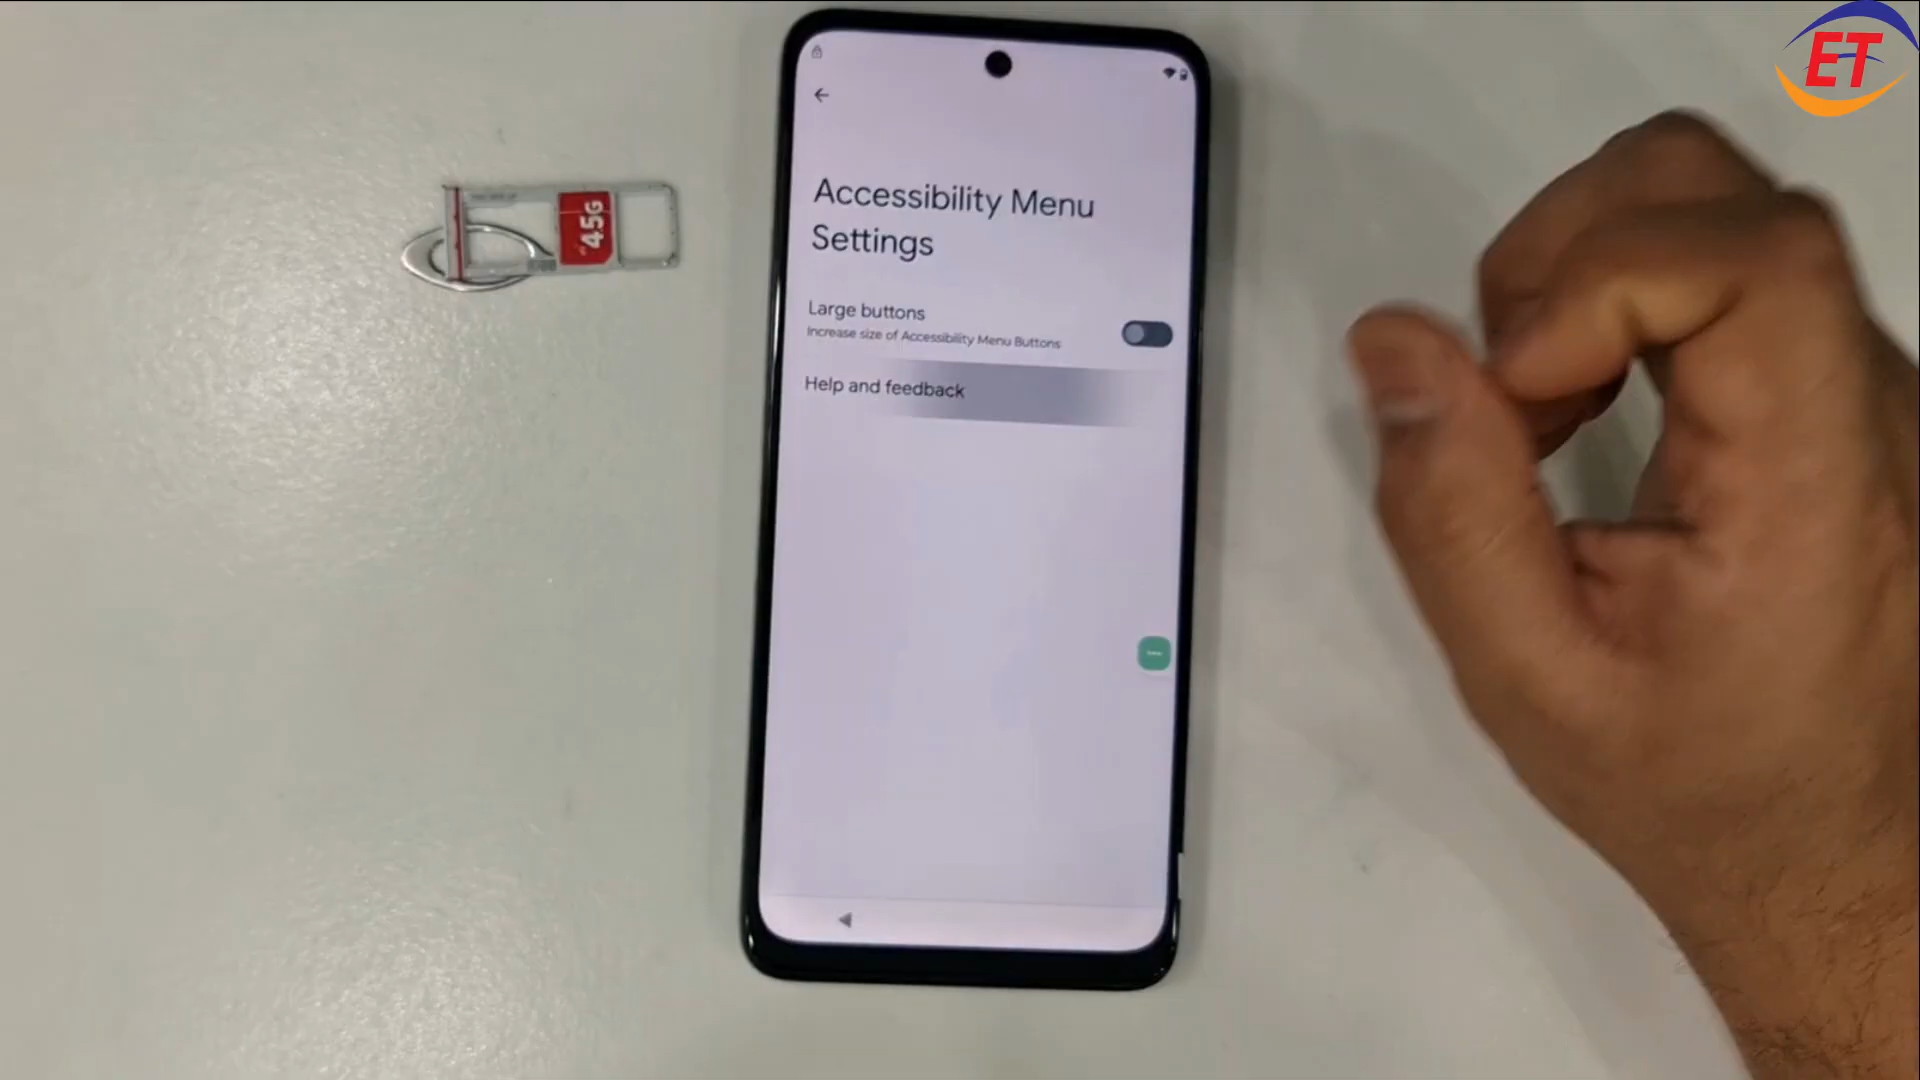 ET
4.5G
Accessibility Menu
Settings
Large buttons
Increase size of Accessibility Menu Buttons
Help and feedback